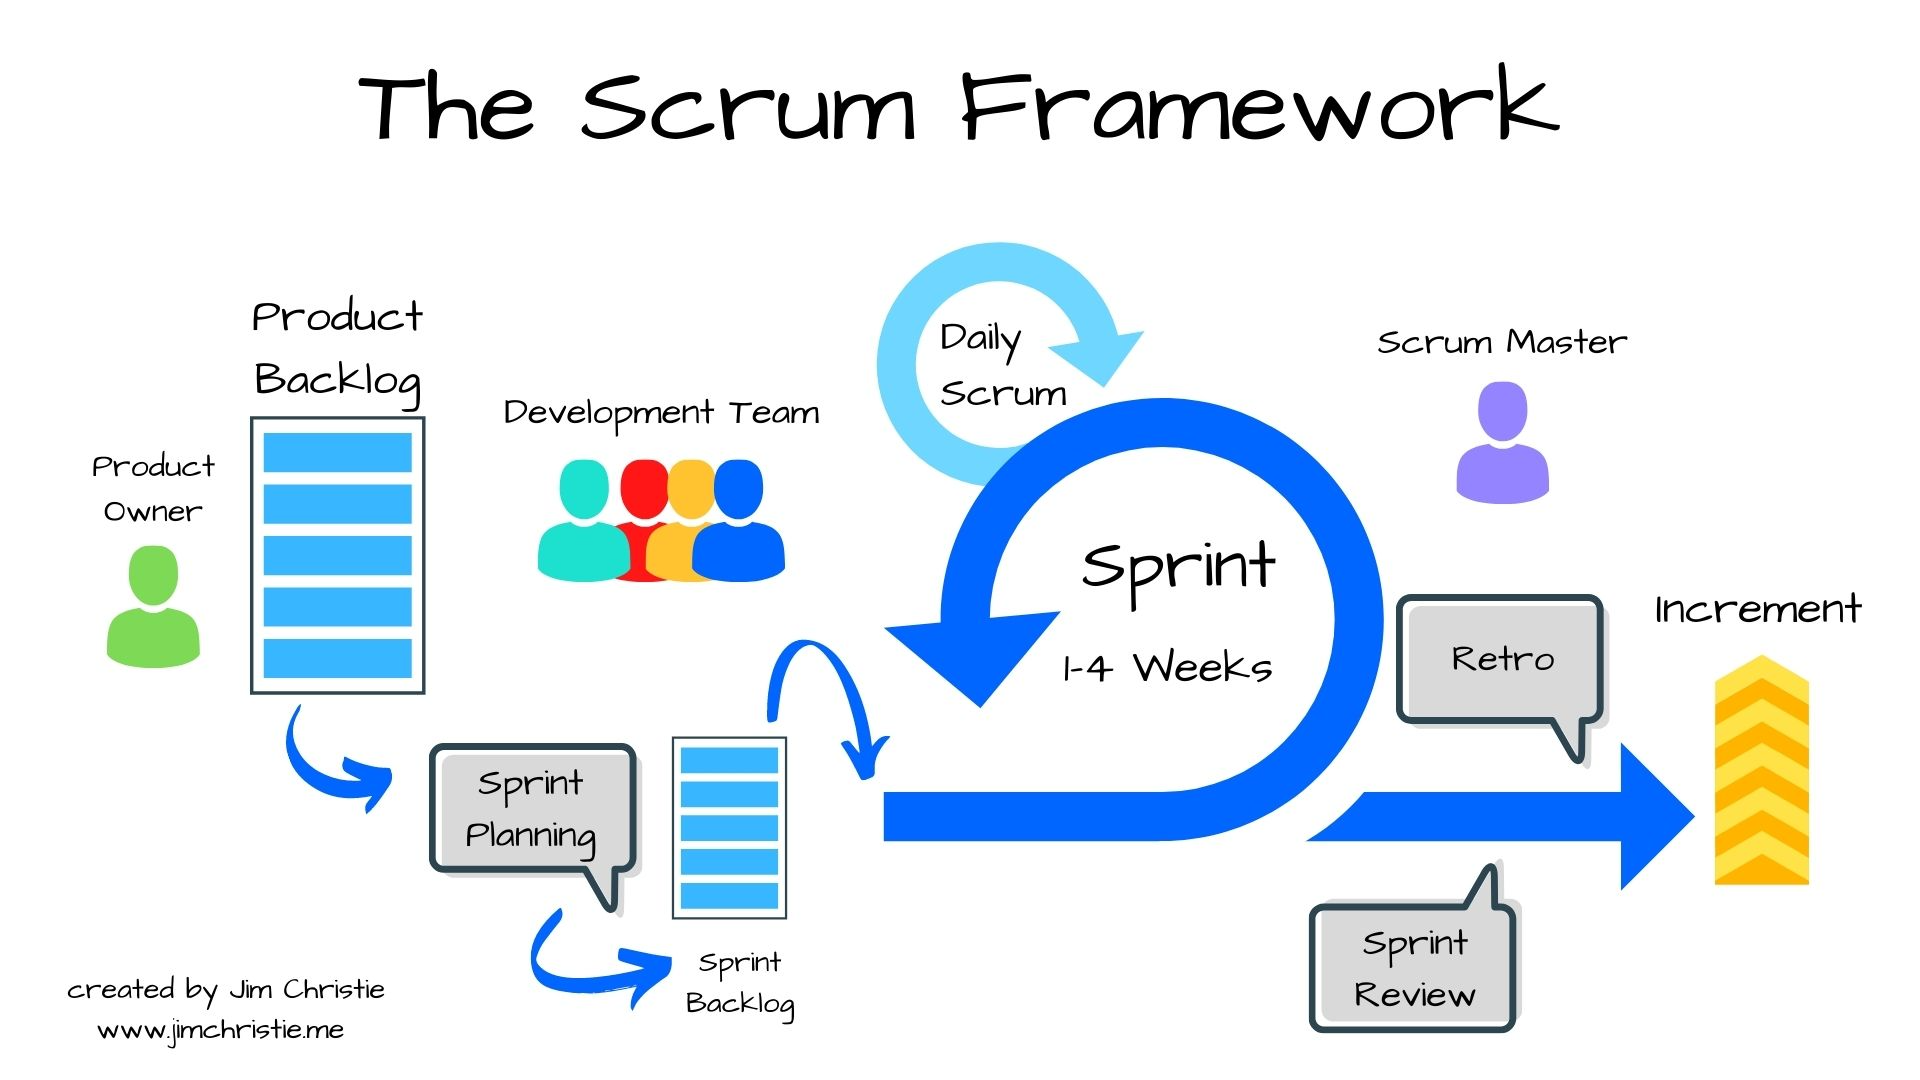 The Scrum Framework
Product
Backlog
Product
Owner
Development Team
Daily
Scrum
Scrum Master
Sprint
1-4 Weeks
Retro
Increment
Sprint
Planning
Sprint
Backlog
Sprint
Review
created by Jim Christie
www.jimchristie.me